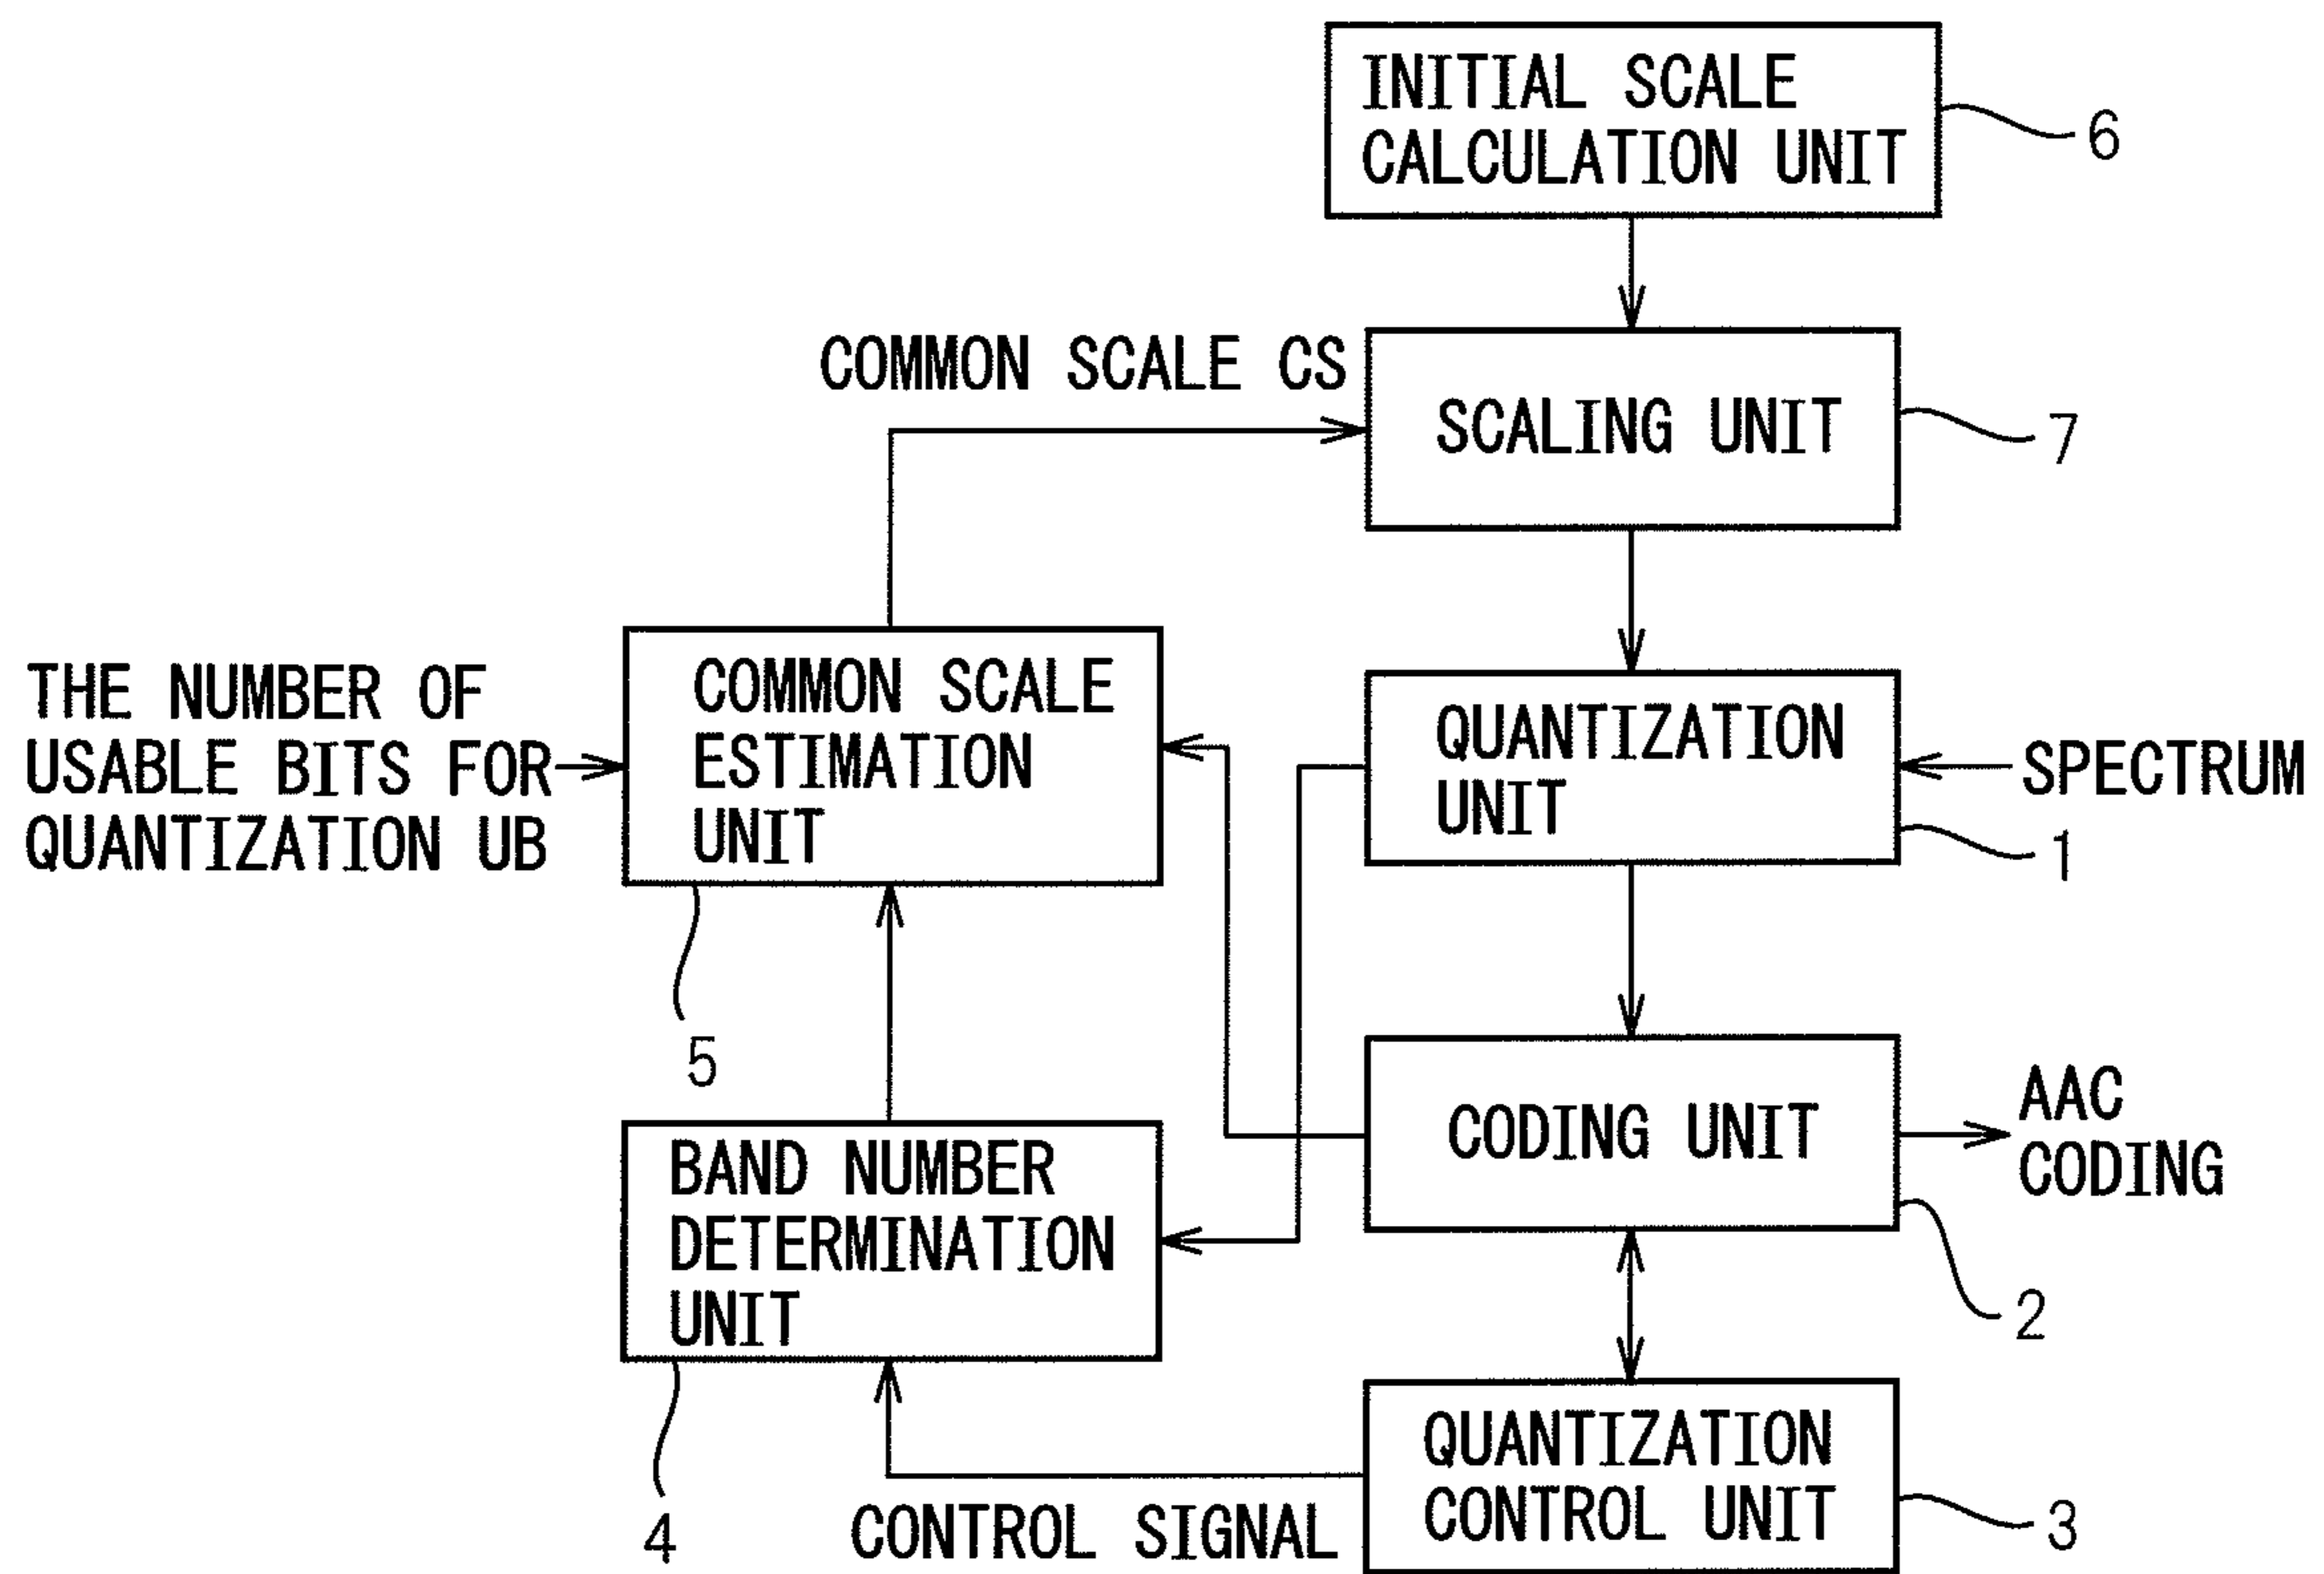 INITIAL SCALE
CALCULATION UNIT
6
COMMON SCALE CS
SCALING UNIT
7
THE NUMBER OF
USABLE BITS FOR
QUANTIZATION UB
COMMON SCALE
ESTIMATION
UNIT
5
QUANTIZATION
UNIT
SPECTRUM
1
CODING UNIT
AAC
CODING
2
BAND NUMBER
DETERMINATION
UNIT
4
CONTROL SIGNAL
QUANTIZATION
CONTROL UNIT
3